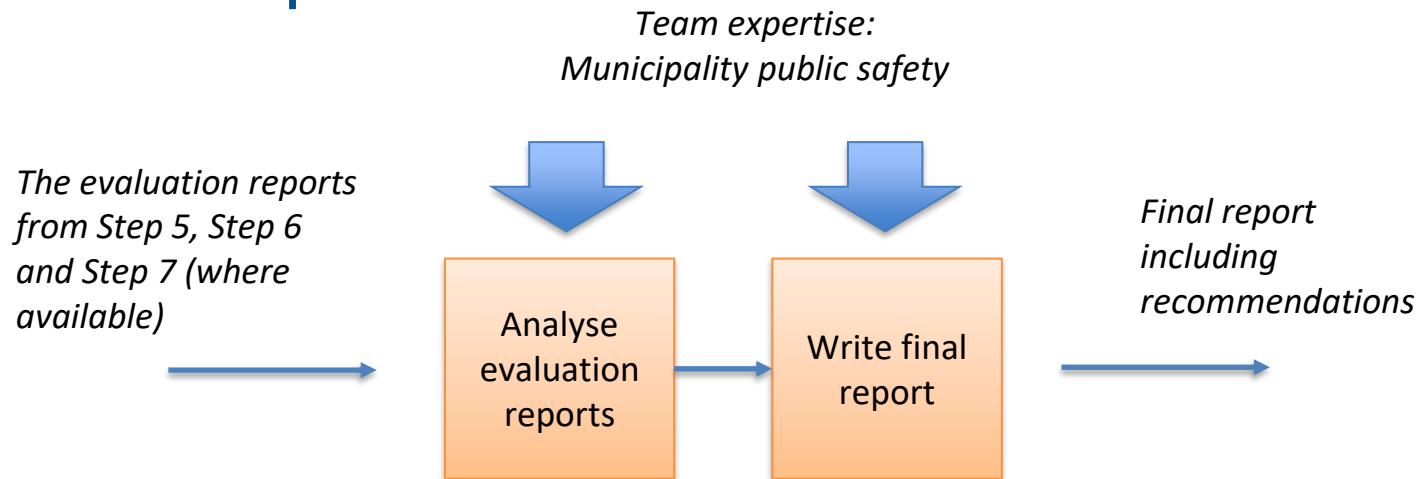 Team expertise:
Municipality public safety
The evaluation reports
from Step 5, Step 6
and Step 7 (where
available)
Analyse
evaluation
reports
Write final
report
Final report
including
recommendations